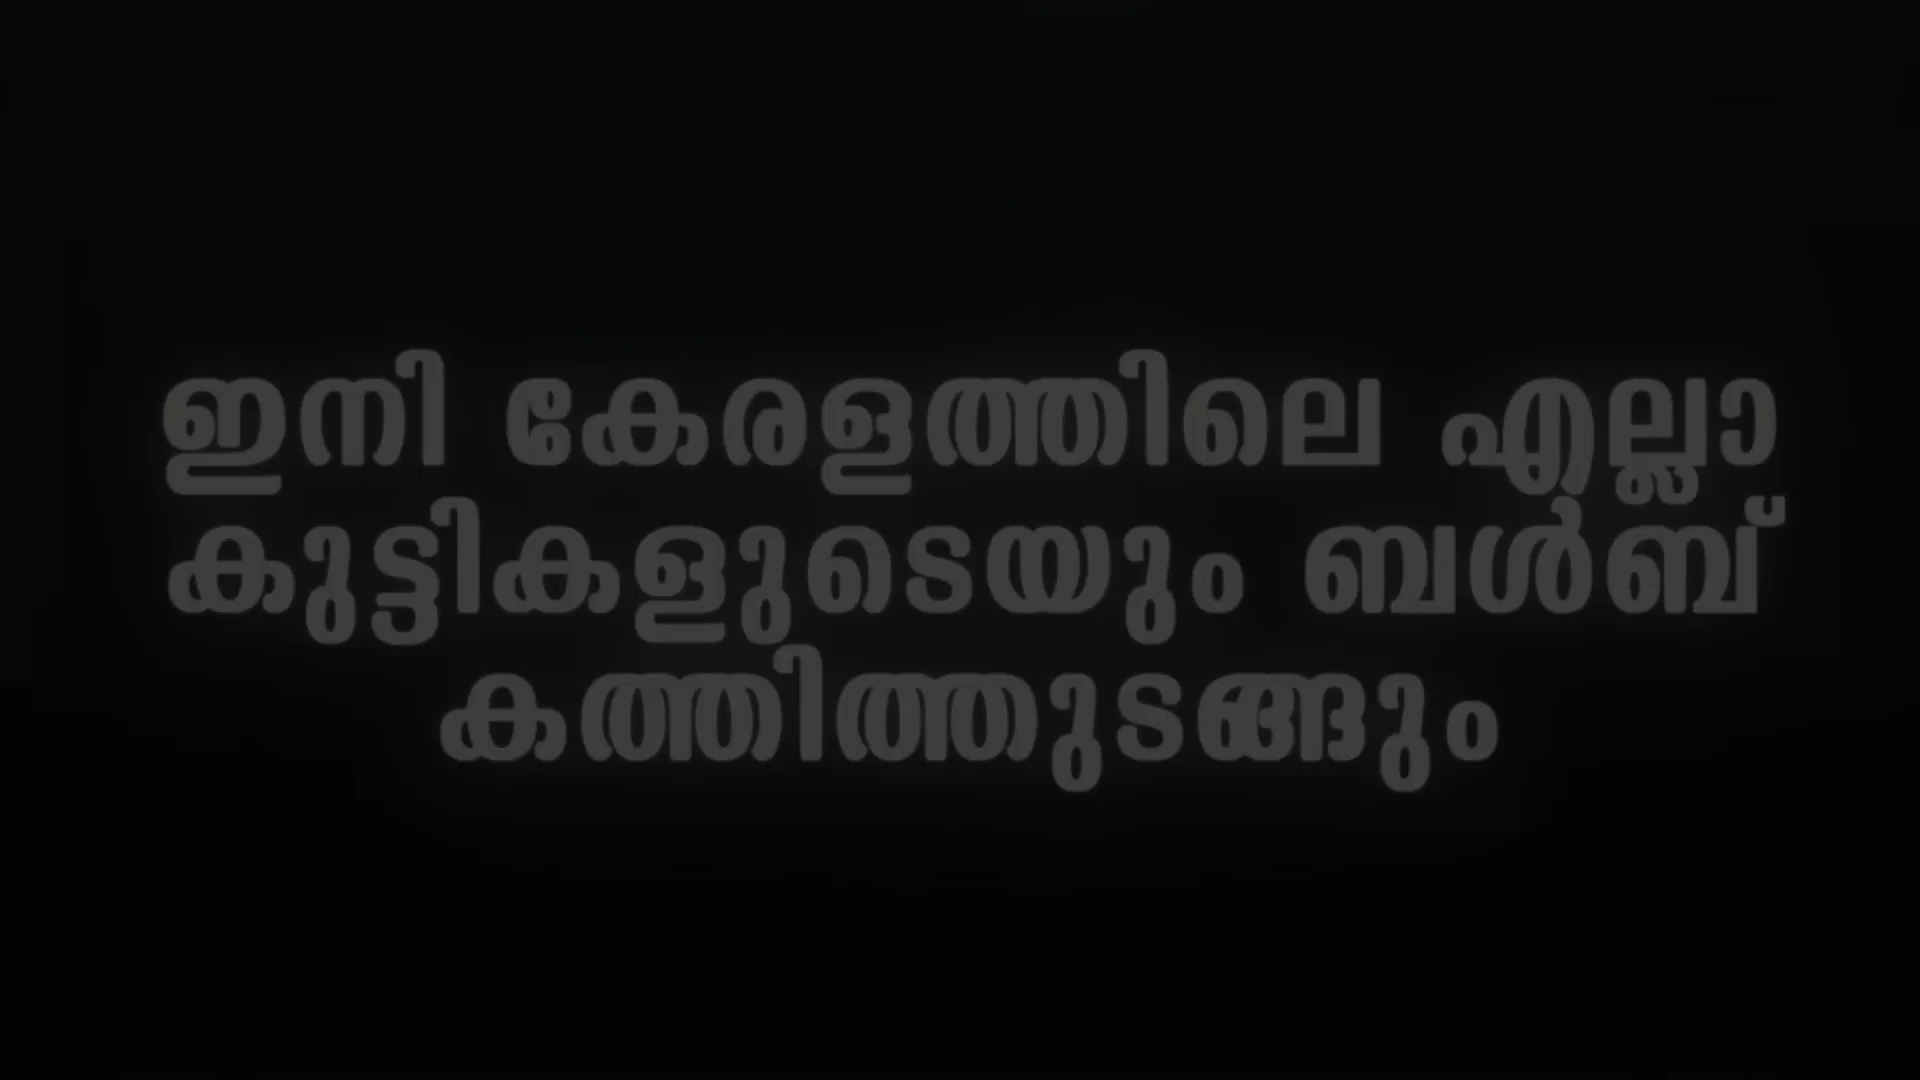 ഇനി കേരളത്തിലെ എല്ലാ
കുട്ടികളുടെയും ബൾബ്
കത്തിത്തുടങ്ങും